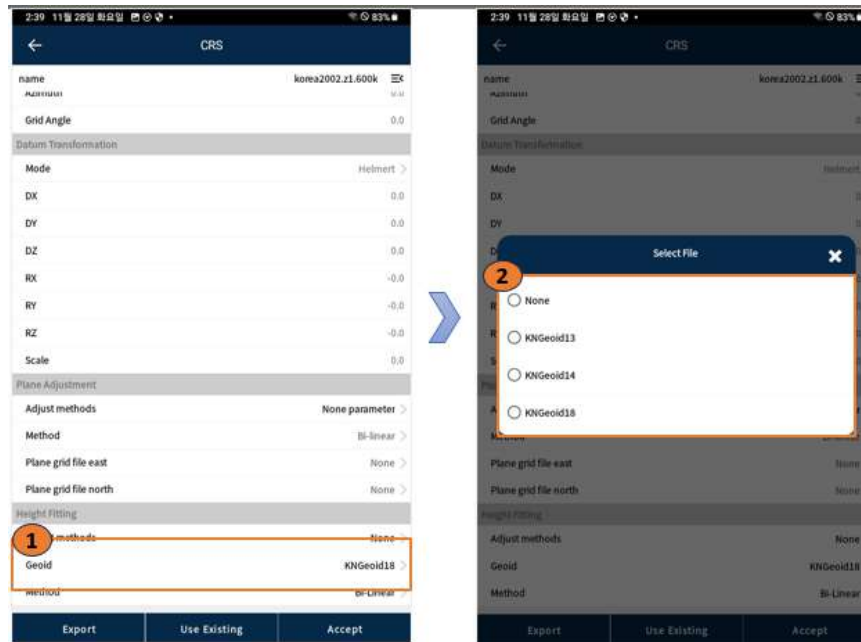 2:39 11월 28일 화요일 83%
CRS
name korea2002.z1.600k
Azimuth 0.0
Grid Angle 0.0
Datum Transformation
Mode Helmert
DX 0.0
DY 0.0
DZ 0.0
RX -0.0
RY -0.0
RZ -0.0
Scale 0.0
Plane Adjustment
Adjust methods None parameter
Method Bi-linear
Plane grid file east None
Plane grid file north None
Height Fitting
1
methods None
Geoid KNGeoid18
Method Bi-Linear
Export Use Existing Accept
2:39 11월 28일 화요일 83%
CRS
name korea2002.z1.600k
Azimuth
Grid Angle
Datum Transformation
Mode Helmert
DX
DY
Select File
2
None
KNGeoid13
KNGeoid14
KNGeoid18
Plane grid file east None
Plane grid file north None
Height Fitting
Adjust methods None
Geoid KNGeoid18
Method Bi-Linear
Export Use Existing Accept